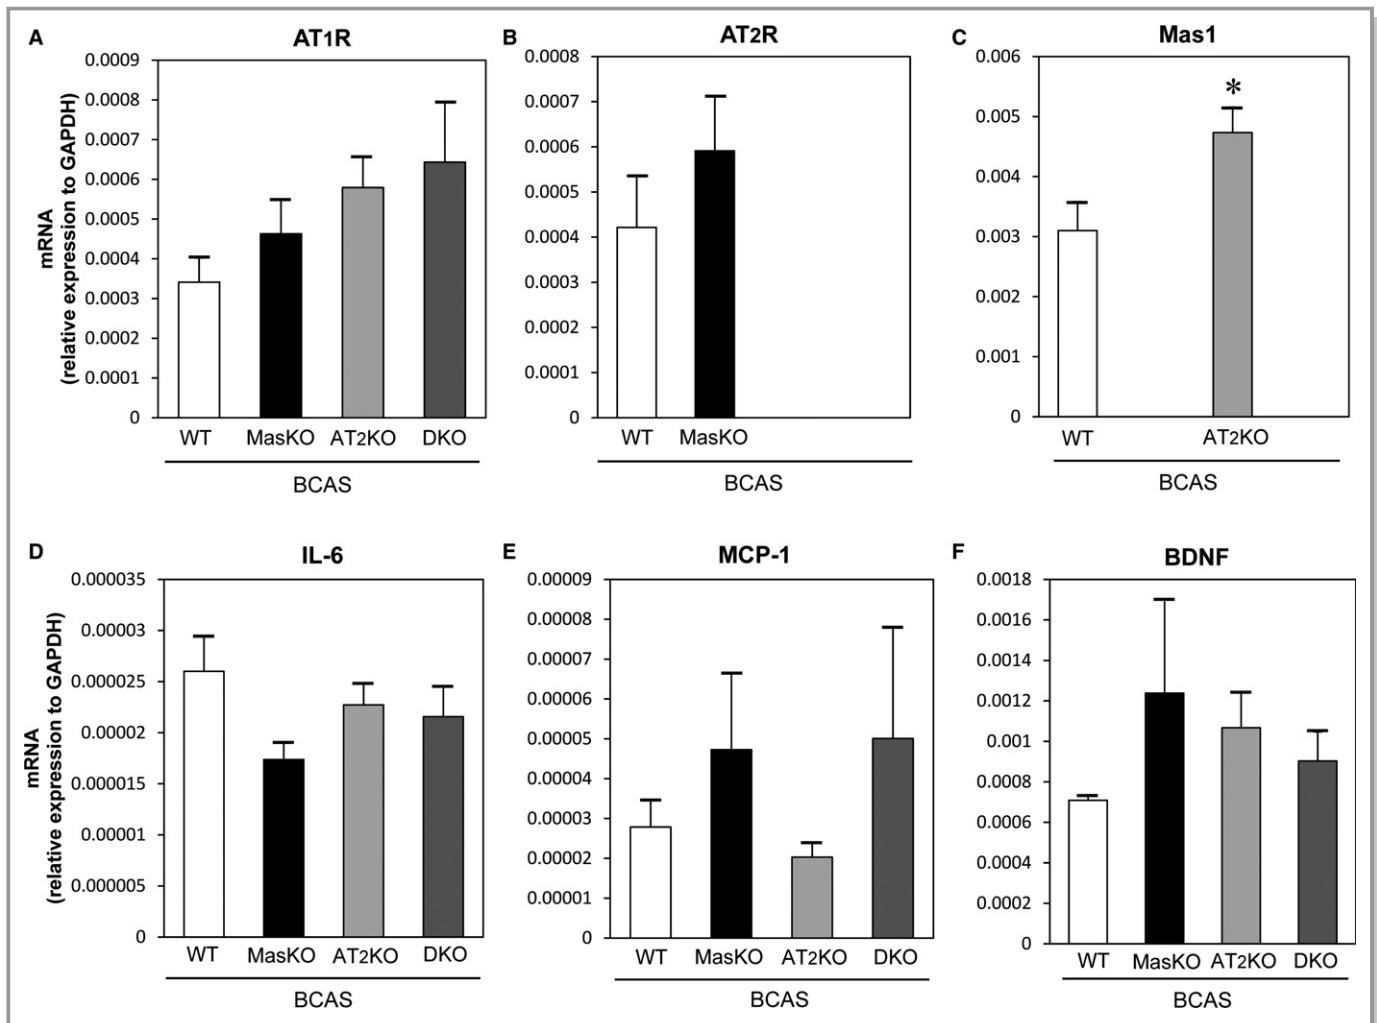 A
AT1R
mRNA
(relative expression to GAPDH)
0.0009
0.0008
0.0007
0.0006
0.0005
0.0004
0.0003
0.0002
0.0001
0
WT MasKO AT2KO DKO
BCAS
B
AT2R
0.0008
0.0007
0.0006
0.0005
0.0004
0.0003
0.0002
0.0001
0
WT MasKO
BCAS
C
Mas1
0.006
0.005
0.004
0.003
0.002
0.001
0
*
WT AT2KO
BCAS
D
IL-6
mRNA
(relative expression to GAPDH)
0.000035
0.00003
0.000025
0.00002
0.000015
0.00001
0.000005
0
WT MasKO AT2KO DKO
BCAS
E
MCP-1
0.00009
0.00008
0.00007
0.00006
0.00005
0.00004
0.00003
0.00002
0.00001
0
WT MasKO AT2KO DKO
BCAS
F
BDNF
0.0018
0.0016
0.0014
0.0012
0.001
0.0008
0.0006
0.0004
0.0002
0
WT MasKO AT2KO DKO
BCAS